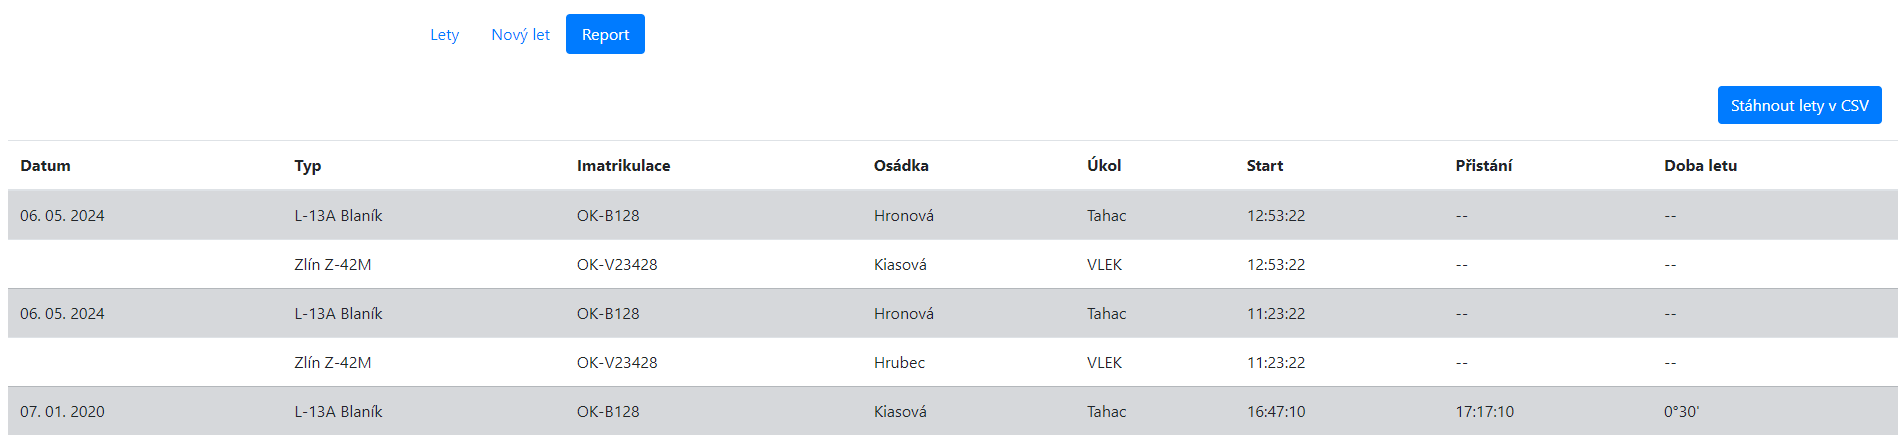 Lety Nový let Report
Stáhnout lety v CSV
Datum Typ Imatrikulace Osádka Úkol Start Přistání Doba letu
06. 05. 2024 L-13A Blaník OK-B128 Hronová Tahac 12:53:22 -- --
Zlín Z-42M OK-V23428 Kiasová VLEK 12:53:22 -- --
06. 05. 2024 L-13A Blaník OK-B128 Hronová Tahac 11:23:22 -- --
Zlín Z-42M OK-V23428 Hrubec VLEK 11:23:22 -- --
07. 01. 2020 L-13A Blaník OK-B128 Kiasová Tahac 16:47:10 17:17:10 0°30'